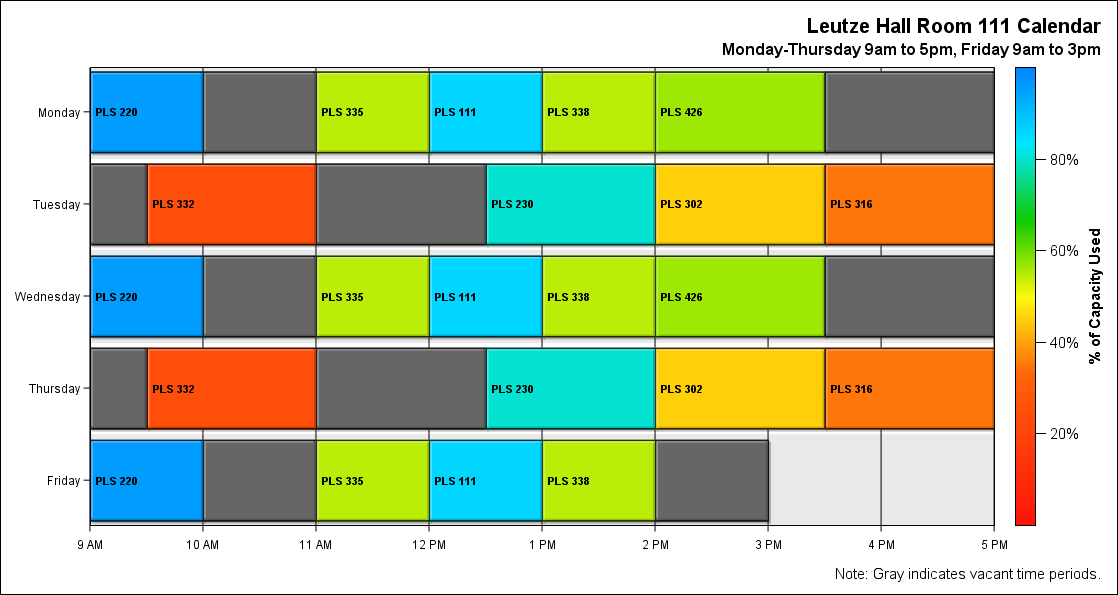 Leutze Hall Room 111 Calendar
Monday-Thursday 9am to 5pm, Friday 9am to 3pm
Monday
PLS 220
PLS 335
PLS 111
PLS 338
PLS 426
Tuesday
PLS 332
PLS 230
PLS 302
PLS 316
Wednesday
PLS 220
PLS 335
PLS 111
PLS 338
PLS 426
Thursday
PLS 332
PLS 230
PLS 302
PLS 316
Friday
PLS 220
PLS 335
PLS 111
PLS 338
9 AM
10 AM
11 AM
12 PM
1 PM
2 PM
3 PM
4 PM
5 PM
80%
60%
40%
20%
% of Capacity Used
Note: Gray indicates vacant time periods.